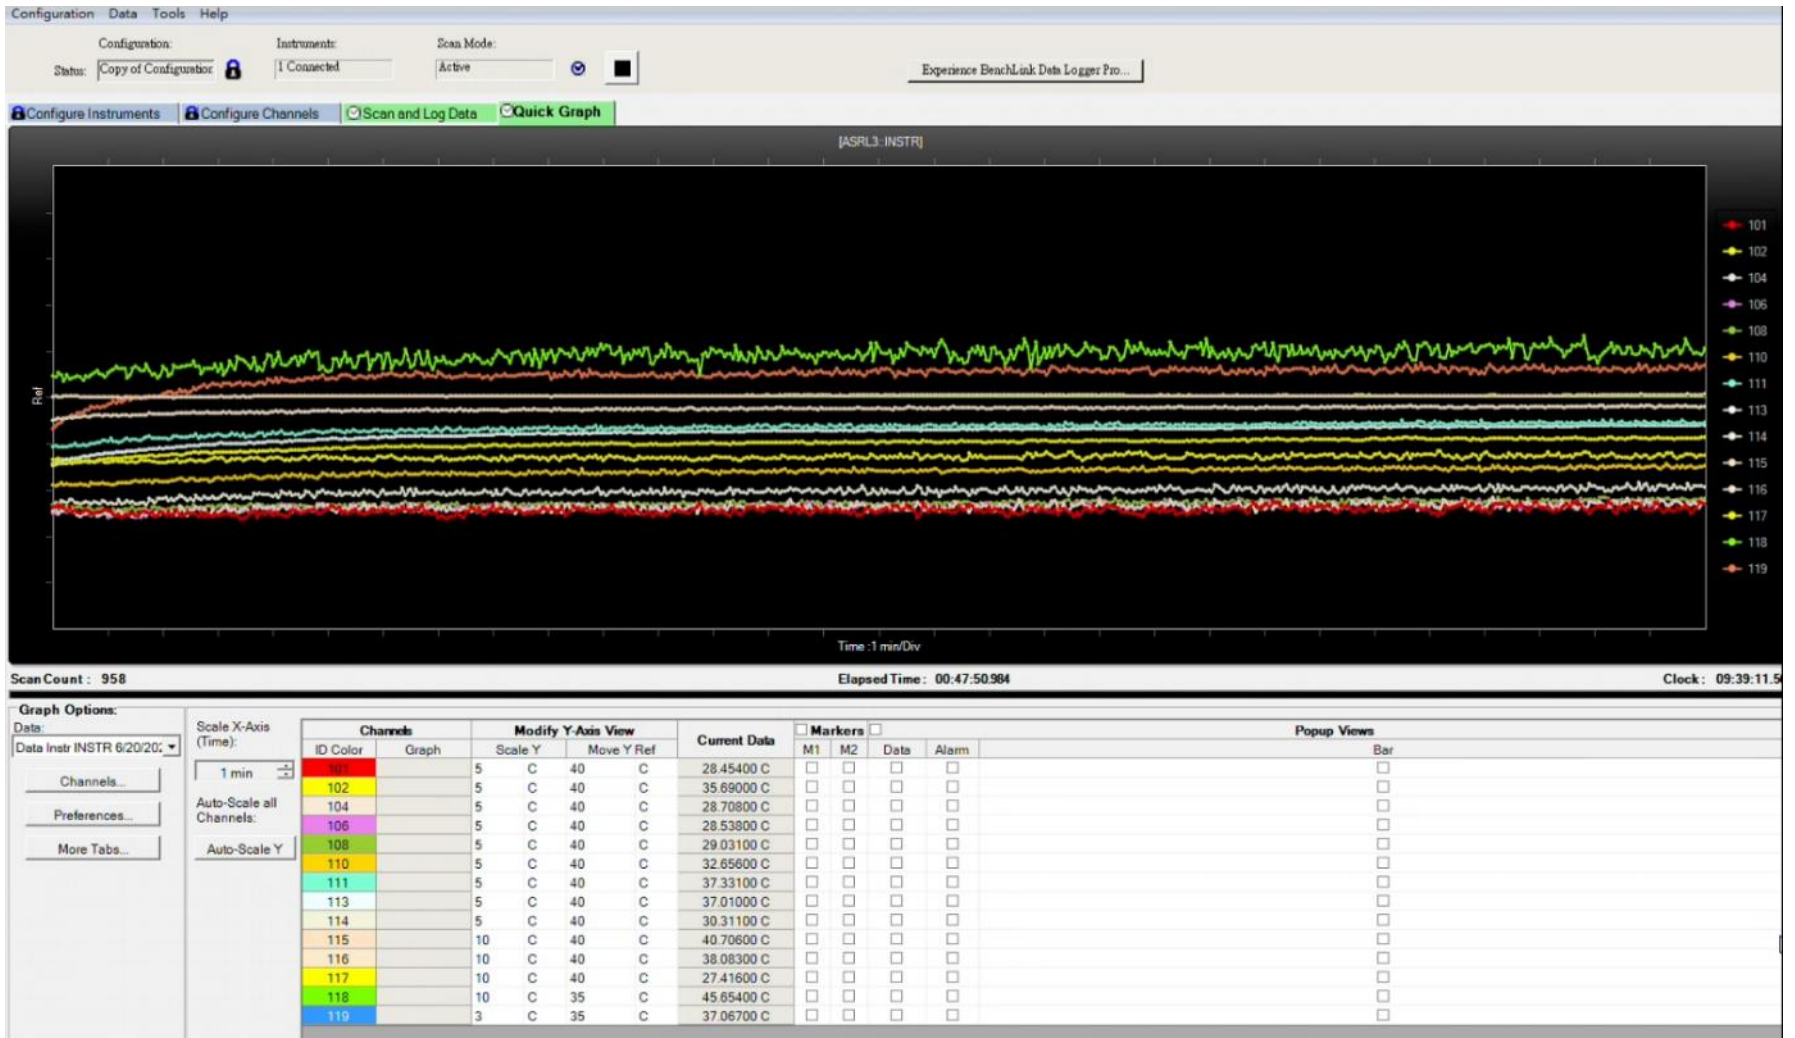 Configuration Data Tools Help
Configuration: Instruments: Scan Mode:
Status: Copy of Configuration 1 Connected Active Experience BenchLink Data Logger Pro...
Configure Instruments Configure Channels Scan and Log Data Quick Graph
[ASRL3::INSTR]
Ref
101
102
104
106
108
110
111
113
114
115
116
117
118
119
Time :1 min/Div
Scan Count : 958 Elapsed Time : 00:47:50.984 Clock : 09:39:11.5
Graph Options:
Data:
Data Instr INSTR 6/20/202
Channels...
Preferences...
More Tabs...
Scale X-Axis
(Time):
1 min
Auto-Scale all
Channels:
Auto-Scale Y
Channels Modify Y-Axis View Current Data Markers Popup Views
ID Color Graph Scale Y Move Y Ref M1 M2 Data Alarm Bar
101 5 C 40 C 28.45400 C
102 5 C 40 C 35.69000 C
104 5 C 40 C 28.70800 C
106 5 C 40 C 28.53800 C
108 5 C 40 C 29.03100 C
110 5 C 40 C 32.65600 C
111 5 C 40 C 37.33100 C
113 5 C 40 C 37.01000 C
114 5 C 40 C 30.31100 C
115 10 C 40 C 40.70600 C
116 10 C 40 C 38.08300 C
117 10 C 40 C 27.41600 C
118 10 C 35 C 45.65400 C
119 3 C 35 C 37.06700 C